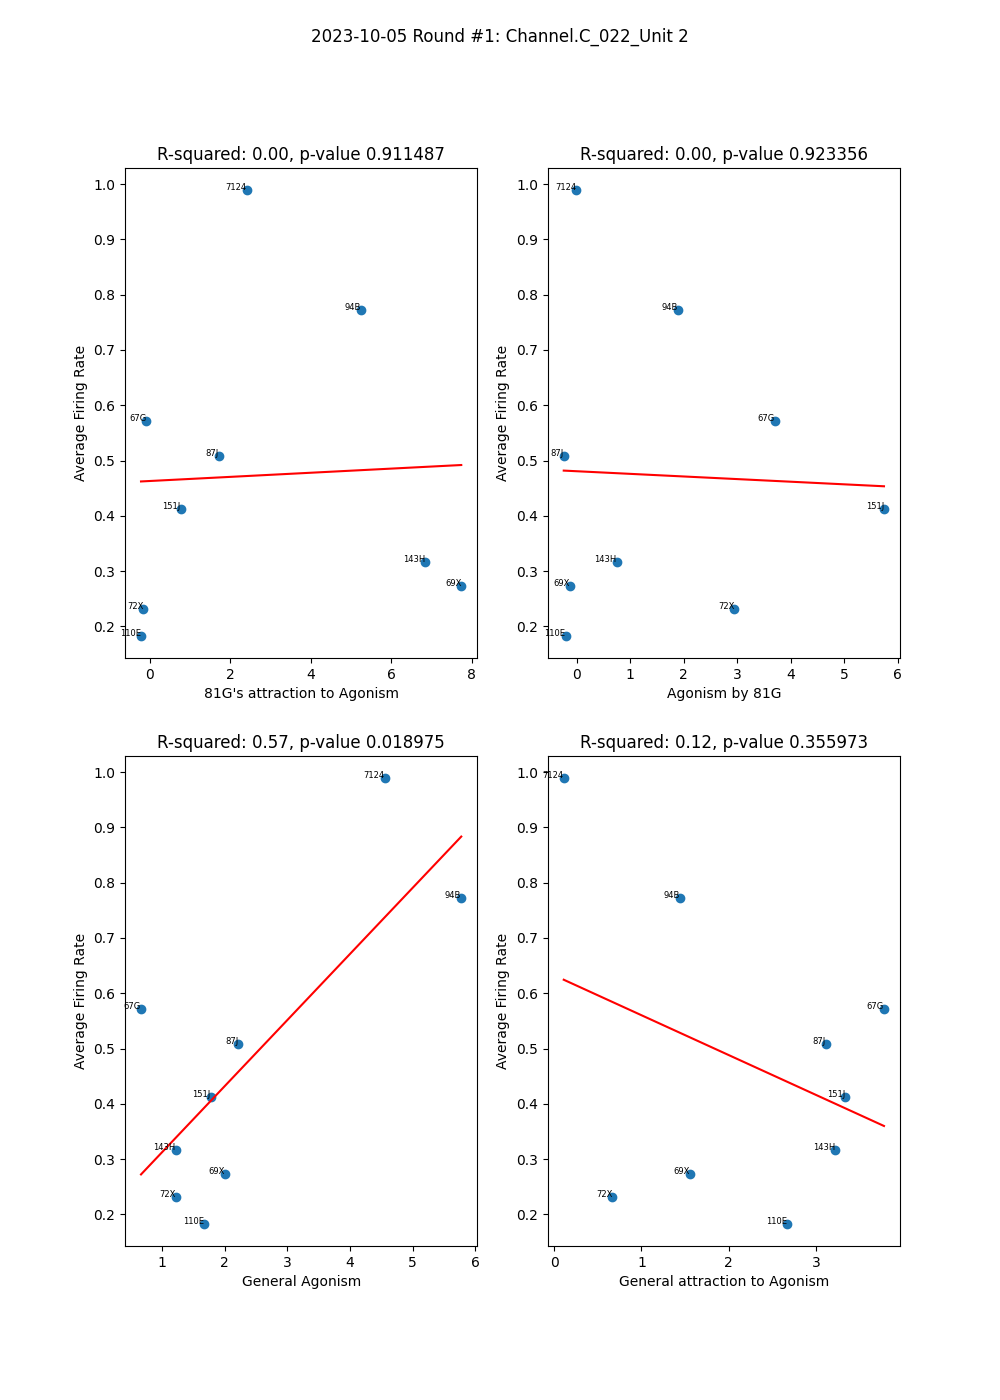 2023-10-05 Round #1: Channel.C_022_Unit 2
R-squared: 0.00, p-value 0.911487
1.0
0.9
0.8
0.7
0.6
0.5
0.4
0.3
0.2
Average Firing Rate
7124
94B
67G
87J
151J
143H
69X
72X
110E
0 2 4 6 8
81G's attraction to Agonism
R-squared: 0.00, p-value 0.923356
1.0
0.9
0.8
0.7
0.6
0.5
0.4
0.3
0.2
Average Firing Rate
7124
94B
67G
87J
151J
143H
69X
72X
110E
0 1 2 3 4 5 6
Agonism by 81G
R-squared: 0.57, p-value 0.018975
1.0
0.9
0.8
0.7
0.6
0.5
0.4
0.3
0.2
Average Firing Rate
7124
94B
67G
87J
151J
143H
69X
72X
110E
1 2 3 4 5 6
General Agonism
R-squared: 0.12, p-value 0.355973
1.0
0.9
0.8
0.7
0.6
0.5
0.4
0.3
0.2
Average Firing Rate
7124
94B
67G
87J
151J
143H
69X
72X
110E
0 1 2 3
General attraction to Agonism